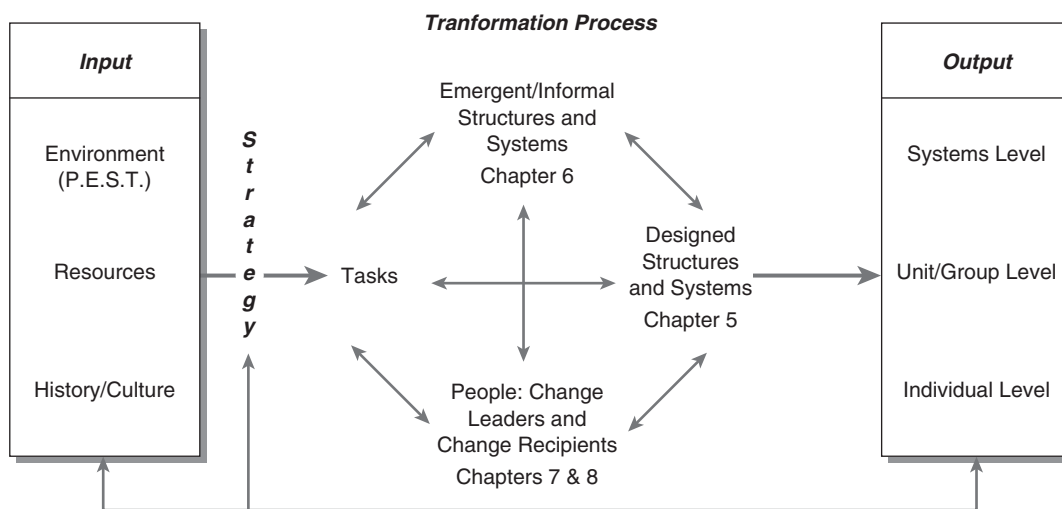 Tranformation Process
Input
Environment
(P.E.S.T.)
Resources
History/Culture
Strategy
Emergent/Informal
Structures and
Systems
Chapter 6
Tasks
Designed
Structures
and Systems
Chapter 5
People: Change
Leaders and
Change Recipients
Chapters 7 & 8
Output
Systems Level
Unit/Group Level
Individual Level